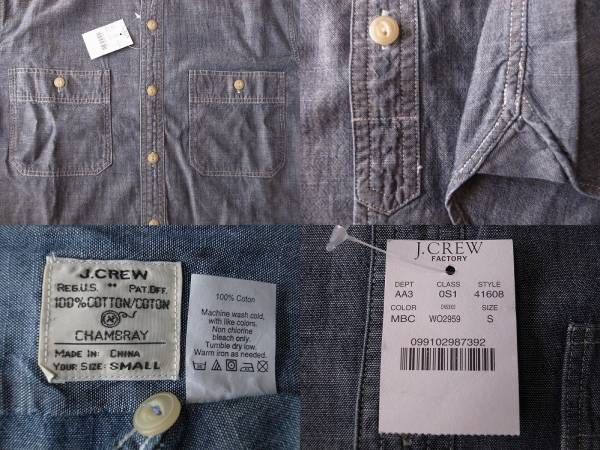 J.CREW
REG.U.S. PAT.OFF.
100%COTTON/COTON
CHAMBRAY
MADE IN: CHINA
YOUR SIZE: SMALL
100% Coton
Machine wash cold,
with like colors.
Non chlorine
bleach only.
Tumble dry low.
Warm iron as needed.
J.CREW
FACTORY
DEPT CLASS STYLE
AA3 0S1 41608
COLOR SIZE
MBC WO2959 S
099102987392